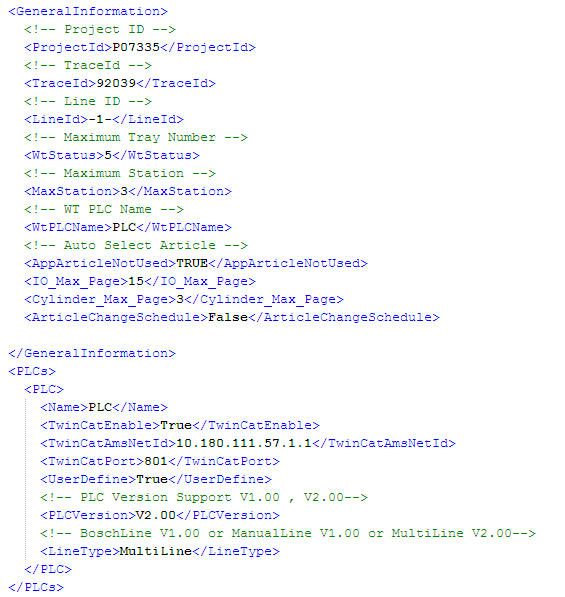 <GeneralInformation>
<!-- Project ID -->
<ProjectId>P07335</ProjectId>
<!-- TraceId -->
<TraceId>92039</TraceId>
<!-- Line ID -->
<LineId>-1-</LineId>
<!-- Maximum Tray Number -->
<WtStatus>5</WtStatus>
<!-- Maximum Station -->
<MaxStation>3</MaxStation>
<!-- WT PLC Name -->
<WtPLCName>PLC</WtPLCName>
<!-- Auto Select Article -->
<AppArticleNotUsed>TRUE</AppArticleNotUsed>
<IO_Max_Page>15</IO_Max_Page>
<Cylinder_Max_Page>3</Cylinder_Max_Page>
<ArticleChangeSchedule>False</ArticleChangeSchedule>
</GeneralInformation>
<PLCs>
<PLC>
<Name>PLC</Name>
<TwinCatEnable>True</TwinCatEnable>
<TwinCatAmsNetId>10.180.111.57.1.1</TwinCatAmsNetId>
<TwinCatPort>801</TwinCatPort>
<UserDefine>True</UserDefine>
<!-- PLC Version Support V1.00 , V2.00-->
<PLCVersion>V2.00</PLCVersion>
<!-- BoschLine V1.00 or ManualLine V1.00 or MultiLine V2.00-->
<LineType>MultiLine</LineType>
</PLC>
</PLCs>